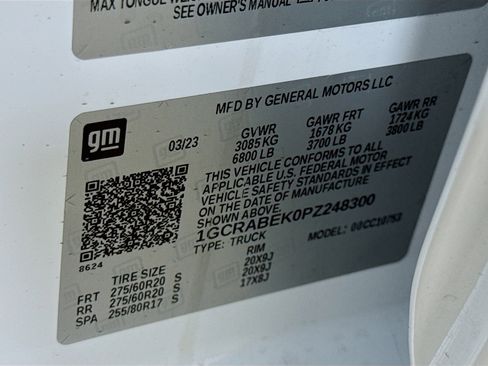 MAX TONGUE WEI
SEE OWNER'S MANUAL
MFD BY GENERAL MOTORS LLC
gm
03/23
GVWR GAWR FRT GAWR RR
3085 KG 1678 KG 1724 KG
6800 LB 3700 LB 3800 LB
THIS VEHICLE CONFORMS TO ALL
APPLICABLE U.S. FEDERAL MOTOR
VEHICLE SAFETY STANDARDS IN EFFECT
ON THE DATE OF MANUFACTURE
SHOWN ABOVE.
1GCRABEK0PZ248300
TYPE: TRUCK MODEL: 00CC10753
8624
TIRE SIZE RIM
FRT 275/60R20 S 20X9J
RR 275/60R20 S 20X9J
SPA 255/80R17 S 17X8J